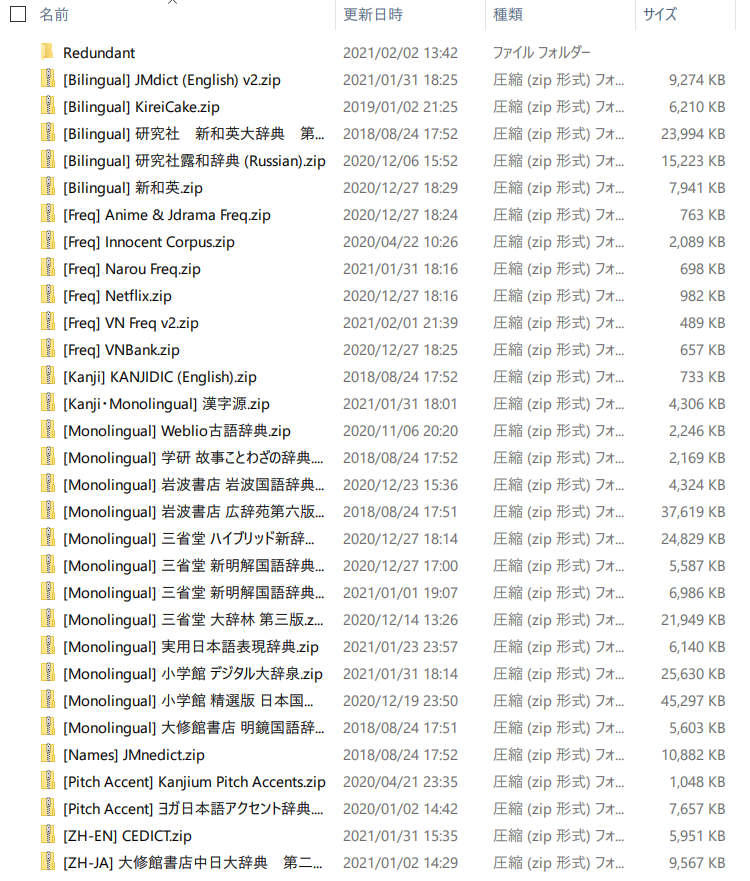 名前 更新日時 種類 サイズ
Redundant 2021/02/02 13:42 ファイル フォルダー
[Bilingual] JMdict (English) v2.zip 2021/01/31 18:25 圧縮 (zip 形式) フォ... 9,274 KB
[Bilingual] KireiCake.zip 2019/01/02 21:25 圧縮 (zip 形式) フォ... 6,210 KB
[Bilingual] 研究社　新和英大辞典　第... 2018/08/24 17:52 圧縮 (zip 形式) フォ... 23,994 KB
[Bilingual] 研究社露和辞典 (Russian).zip 2020/12/06 15:52 圧縮 (zip 形式) フォ... 15,223 KB
[Bilingual] 新和英.zip 2020/12/27 18:29 圧縮 (zip 形式) フォ... 7,941 KB
[Freq] Anime & Jdrama Freq.zip 2020/12/27 18:24 圧縮 (zip 形式) フォ... 763 KB
[Freq] Innocent Corpus.zip 2020/04/22 10:26 圧縮 (zip 形式) フォ... 2,089 KB
[Freq] Narou Freq.zip 2021/01/31 18:16 圧縮 (zip 形式) フォ... 698 KB
[Freq] Netflix.zip 2020/12/27 18:16 圧縮 (zip 形式) フォ... 982 KB
[Freq] VN Freq v2.zip 2021/02/01 21:39 圧縮 (zip 形式) フォ... 489 KB
[Freq] VNBank.zip 2020/12/27 18:25 圧縮 (zip 形式) フォ... 657 KB
[Kanji] KANJIDIC (English).zip 2018/08/24 17:52 圧縮 (zip 形式) フォ... 733 KB
[Kanji・Monolingual] 漢字源.zip 2021/01/31 18:01 圧縮 (zip 形式) フォ... 4,306 KB
[Monolingual] Weblio古語辞典.zip 2020/11/06 20:20 圧縮 (zip 形式) フォ... 2,246 KB
[Monolingual] 学研 故事ことわざの辞典.... 2018/08/24 17:52 圧縮 (zip 形式) フォ... 2,169 KB
[Monolingual] 岩波書店 岩波国語辞典... 2020/12/23 15:36 圧縮 (zip 形式) フォ... 4,324 KB
[Monolingual] 岩波書店 広辞苑第六版... 2018/08/24 17:51 圧縮 (zip 形式) フォ... 37,619 KB
[Monolingual] 三省堂 ハイブリッド新辞... 2020/12/27 18:14 圧縮 (zip 形式) フォ... 24,829 KB
[Monolingual] 三省堂 新明解国語辞典... 2020/12/27 17:00 圧縮 (zip 形式) フォ... 5,587 KB
[Monolingual] 三省堂 新明解国語辞典... 2021/01/01 19:07 圧縮 (zip 形式) フォ... 6,986 KB
[Monolingual] 三省堂 大辞林 第三版.z... 2020/12/14 13:26 圧縮 (zip 形式) フォ... 21,949 KB
[Monolingual] 実用日本語表現辞典.zip 2021/01/23 23:57 圧縮 (zip 形式) フォ... 6,140 KB
[Monolingual] 小学館 デジタル大辞泉.zip 2021/01/31 18:14 圧縮 (zip 形式) フォ... 25,630 KB
[Monolingual] 小学館 精選版 日本国... 2020/12/19 23:50 圧縮 (zip 形式) フォ... 45,297 KB
[Monolingual] 大修館書店 明鏡国語辞... 2018/08/24 17:51 圧縮 (zip 形式) フォ... 5,603 KB
[Names] JMnedict.zip 2018/08/24 17:52 圧縮 (zip 形式) フォ... 10,882 KB
[Pitch Accent] Kanjium Pitch Accents.zip 2020/04/21 23:35 圧縮 (zip 形式) フォ... 1,048 KB
[Pitch Accent] ヨガ日本語アクセント辞典.... 2020/01/02 14:42 圧縮 (zip 形式) フォ... 7,657 KB
[ZH-EN] CEDICT.zip 2021/01/31 15:35 圧縮 (zip 形式) フォ... 5,951 KB
[ZH-JA] 大修館書店中日大辞典　第二... 2021/01/02 14:29 圧縮 (zip 形式) フォ... 9,567 KB